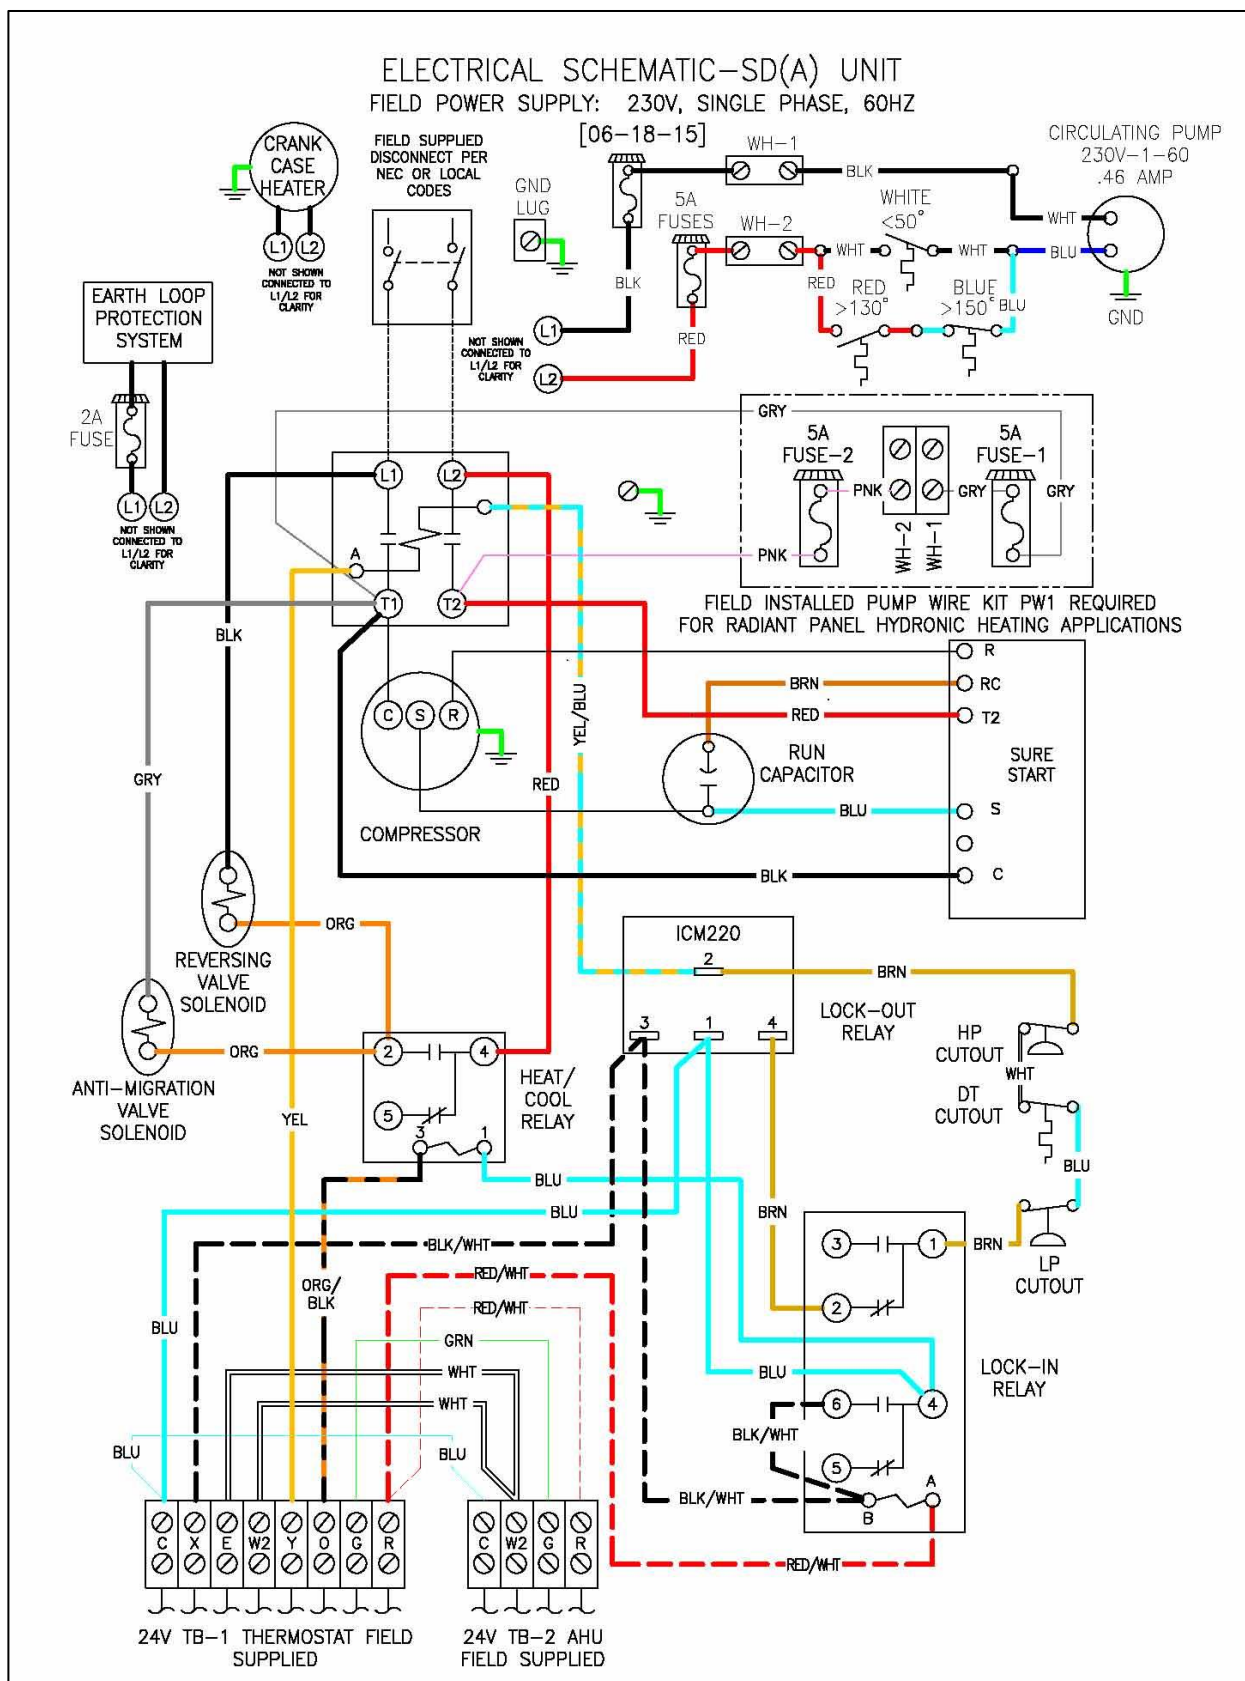 ELECTRICAL SCHEMATIC-SD(A) UNIT
FIELD POWER SUPPLY: 230V, SINGLE PHASE, 60HZ
[06-18-15]
CRANK
CASE
HEATER
L1
L2
NOT SHOWN
CONNECTED TO
L1/L2 FOR
CLARITY
FIELD SUPPLIED
DISCONNECT PER
NEC OR LOCAL
CODES
GND
LUG
5A
FUSES
WH-1
BLK
WH-2
WHITE
<50°
WHT
WHT
RED
RED
>130°
BLUE
>150°
BLU
CIRCULATING PUMP
230V-1-60
.46 AMP
WHT
BLU
GND
BLK
RED
L1
L2
NOT SHOWN
CONNECTED TO
L1/L2 FOR
CLARITY
EARTH LOOP
PROTECTION
SYSTEM
2A
FUSE
L1
L2
NOT SHOWN
CONNECTED TO
L1/L2 FOR
CLARITY
L1
L2
A
T1
T2
GRY
5A
FUSE-2
5A
FUSE-1
PNK
GRY
GRY
WH-2
WH-1
PNK
FIELD INSTALLED PUMP WIRE KIT PW1 REQUIRED
FOR RADIANT PANEL HYDRONIC HEATING APPLICATIONS
BLK
GRY
C
S
R
COMPRESSOR
YEL/BLU
RED
BRN
RED
RUN
CAPACITOR
BLU
BLK
R
RC
T2
SURE
START
S
C
ORG
REVERSING
VALVE
SOLENOID
ORG
ANTI-MIGRATION
VALVE
SOLENOID
YEL
2
4
5
3
1
HEAT/
COOL
RELAY
ICM220
2
3
1
4
LOCK-OUT
RELAY
BRN
HP
CUTOUT
WHT
DT
CUTOUT
BLU
LP
CUTOUT
BLU
BLU
BRN
BLK/WHT
ORG/
BLK
RED/WHT
RED/WHT
BLU
GRN
WHT
WHT
BLU
BLU
3
1
BRN
2
BLU
6
4
5
A
B
LOCK-IN
RELAY
BLK/WHT
BLK/WHT
RED/WHT
C X E W2 Y O G R
24V TB-1 THERMOSTAT FIELD
SUPPLIED
C W2 G R
24V TB-2 AHU
FIELD SUPPLIED